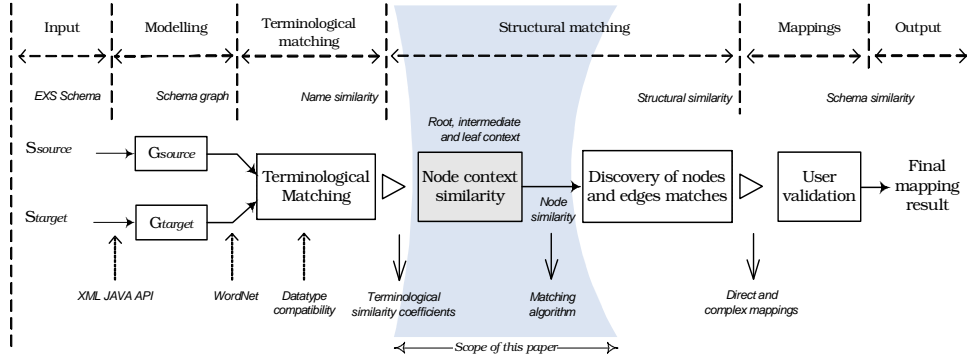 Input
Modelling
Terminological
matching
Structural matching
Mappings
Output
EXS Schema
Schema graph
Name similarity
Structural similarity
Schema similarity
Root, intermediate
and leaf context
Ssource
Gsource
Terminological
Matching
Node context
similarity
Node
similarity
Discovery of nodes
and edges matches
User
validation
Final
mapping
result
Starget
Gtarget
XML JAVA API
WordNet
Datatype
compatibility
Terminological
similarity coefficients
Matching
algorithm
Direct and
complex mappings
Scope of this paper